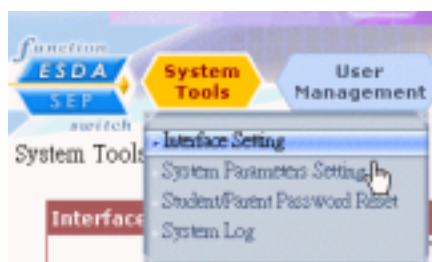 function
ESDA
SEP
switch
System
Tools
User
Management
System Tools
Interface Setting
System Parameters Setting
Student/Parent Password Reset
System Log
Interface